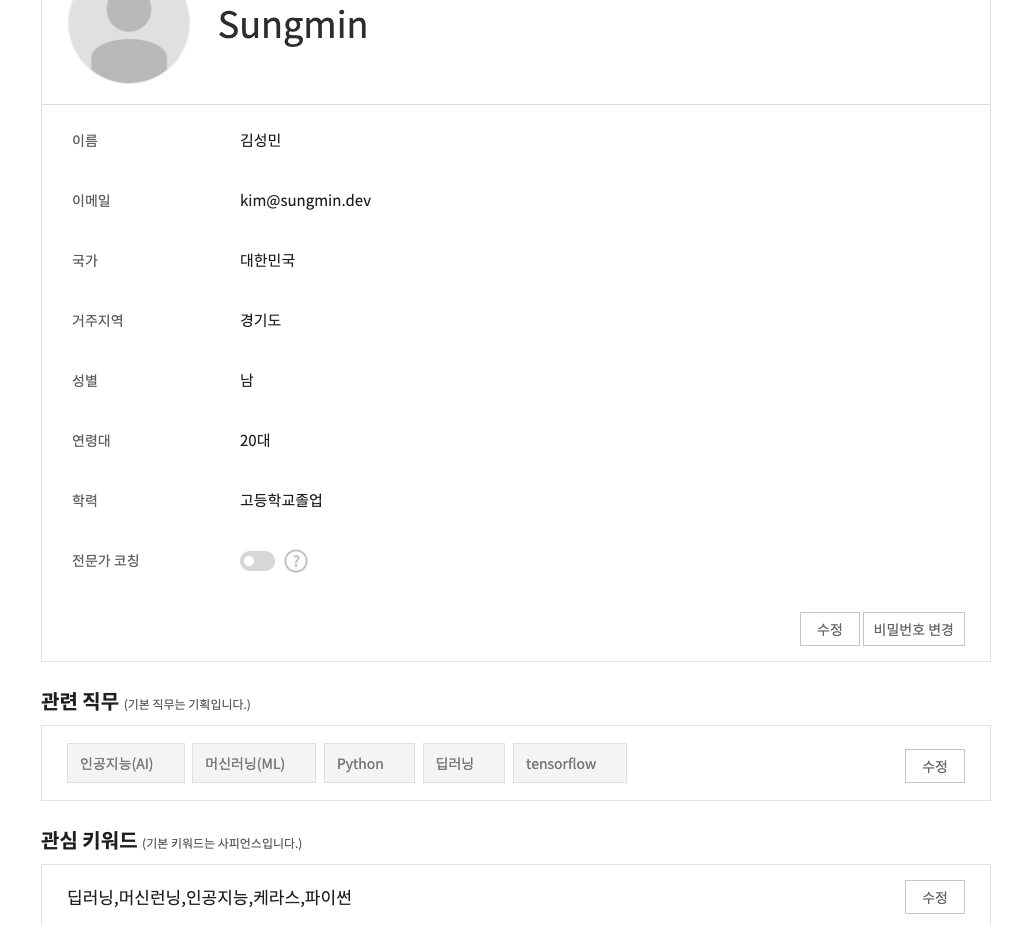 Sungmin
이름 김성민
이메일 kim@sungmin.dev
국가 대한민국
거주지역 경기도
성별 남
연령대 20대
학력 고등학교졸업
전문가 코칭 ?
수정 비밀번호 변경
관련 직무 (기본 직무는 기획입니다.)
인공지능(AI) 머신러닝(ML) Python 딥러닝 tensorflow 수정
관심 키워드 (기본 키워드는 사피언스입니다.)
딥러닝,머신런닝,인공지능,케라스,파이썬 수정